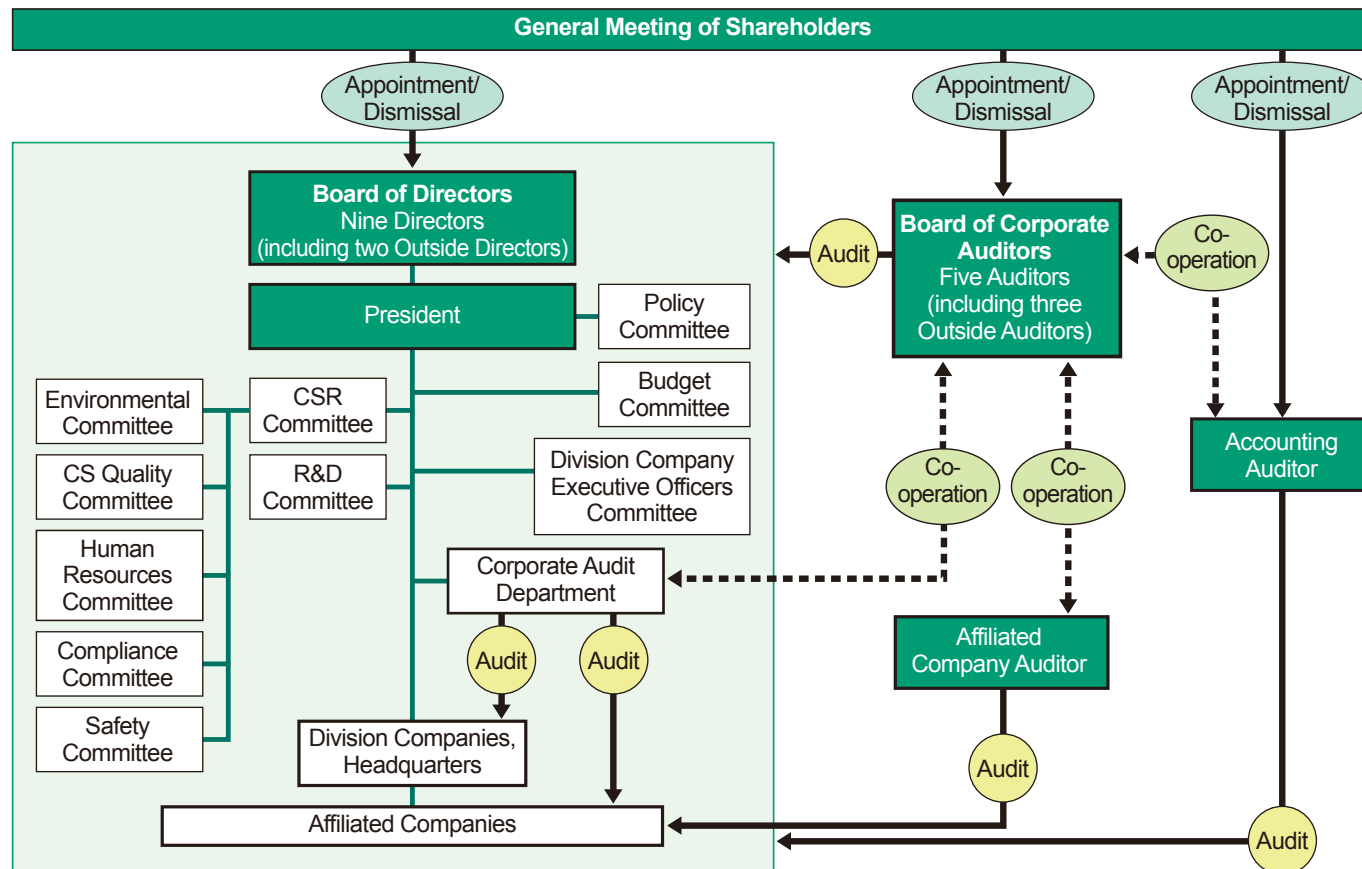 General Meeting of Shareholders
Appointment/
Dismissal
Appointment/
Dismissal
Appointment/
Dismissal
Board of Directors
Nine Directors
(including two Outside Directors)
Audit
Board of Corporate
Auditors
Five Auditors
(including three
Outside Auditors)
Co-
operation
President
Policy
Committee
Environmental
Committee
CSR
Committee
Budget
Committee
CS Quality
Committee
R&D
Committee
Division Company
Executive Officers
Committee
Co-
operation
Co-
operation
Accounting
Auditor
Human
Resources
Committee
Corporate Audit
Department
Compliance
Committee
Audit
Audit
Affiliated
Company Auditor
Safety
Committee
Division Companies,
Headquarters
Audit
Affiliated Companies
Audit